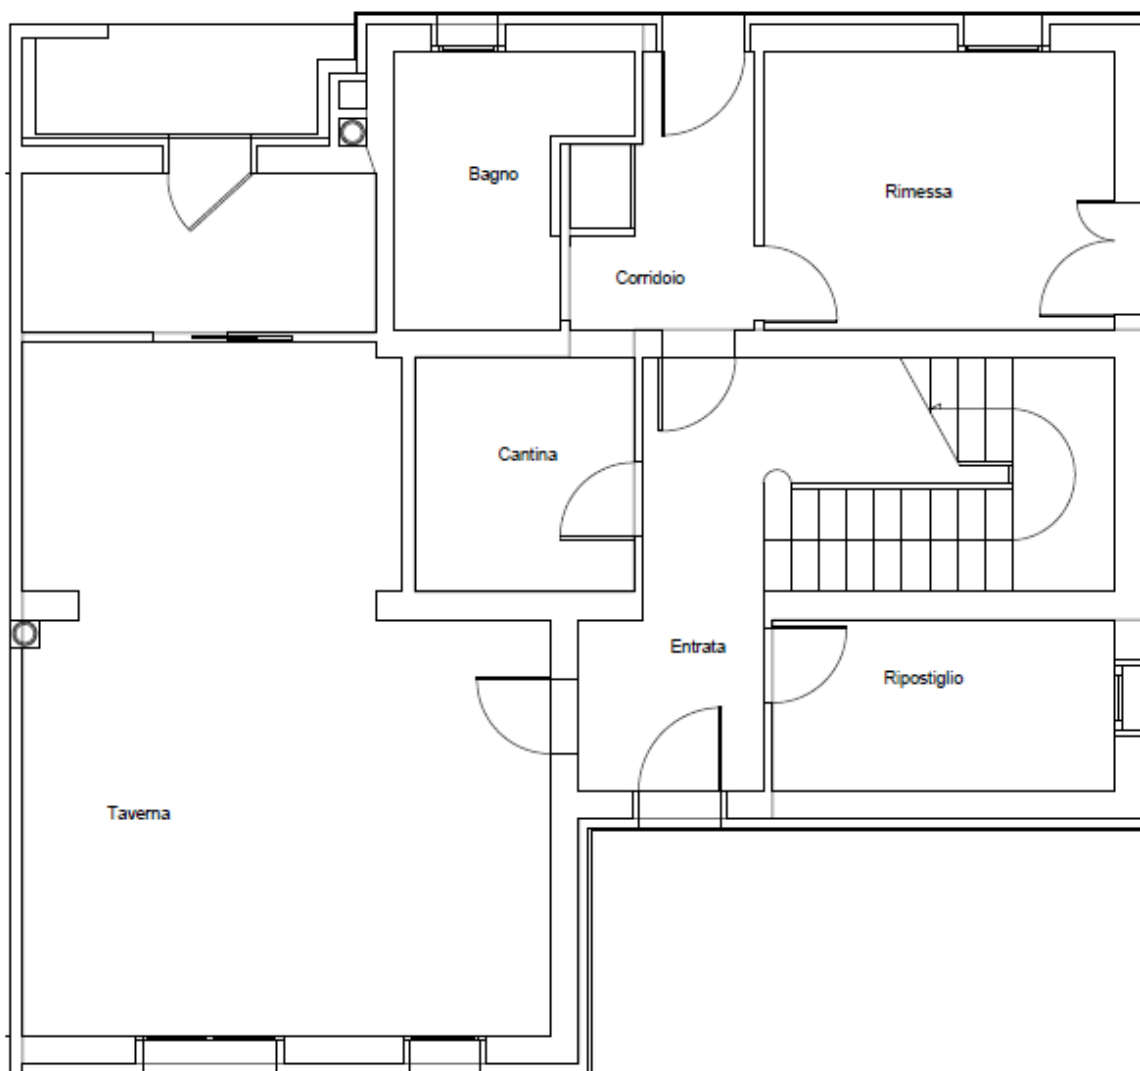 Bagno
Rimessa
Corridoio
Cantina
Entrata
Ripostiglio
Taverna